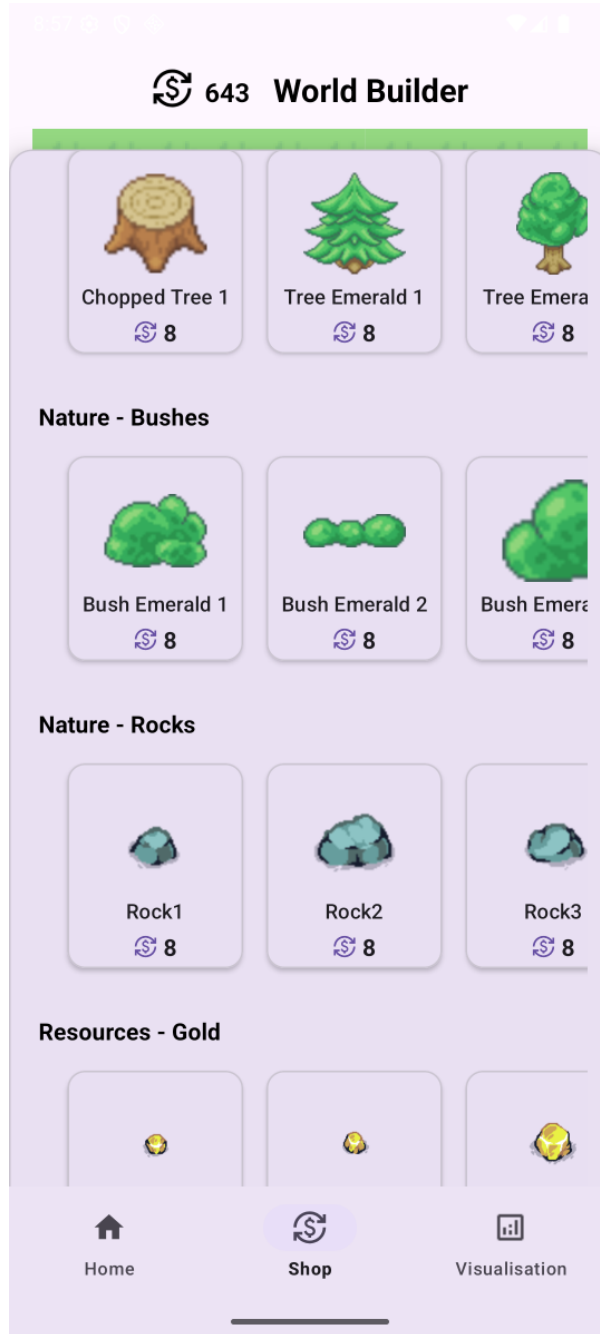 8:57
643 World Builder
Chopped Tree 1 Tree Emerald 1 Tree Emera
8 8 8
Nature - Bushes
Bush Emerald 1 Bush Emerald 2 Bush Emera
8 8 8
Nature - Rocks
Rock1 Rock2 Rock3
8 8 8
Resources - Gold
Home Shop Visualisation